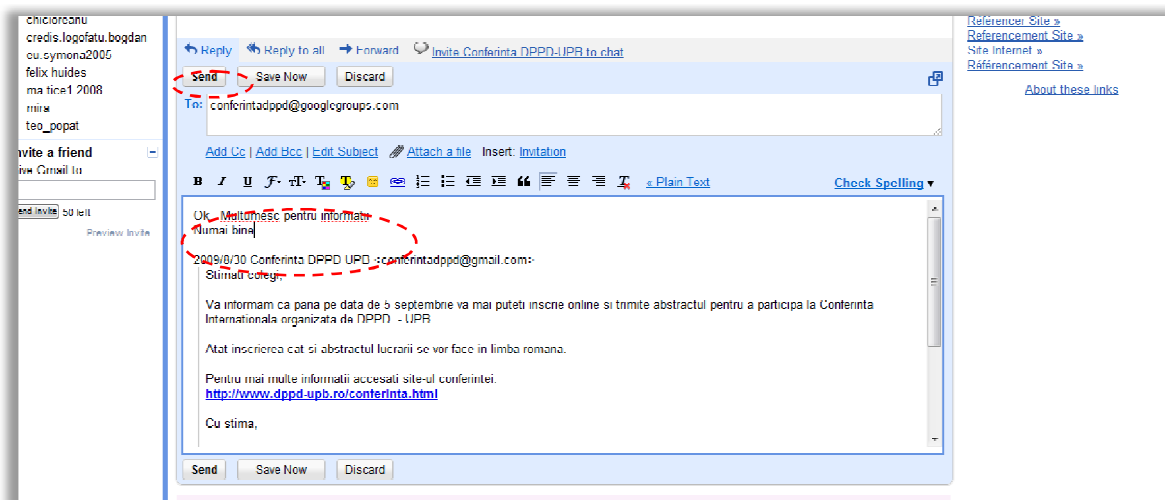 chicioreanu
credis.logofatu.bogdan
eu.symona2005
felix huides
ma tice1 2008
mira
teo_popat
nvite a friend
ive Gmail to
end Invite 50 left
Preview Invite
Reply Reply to all Forward Invite Conferinta DPPD-UPB to chat
Send Save Now Discard
To: conferintadppd@googlegroups.com
Add Cc | Add Bcc | Edit Subject Attach a file Insert: Invitation
B I U « Plain Text Check Spelling ▼
Ok. Multumesc pentru informatii
Numai bine
2009/8/30 Conferinta DPPD UPB <conferintadppd@gmail.com>
Stimati colegi,
Va informam ca pana pe data de 5 septembrie va mai puteti inscrie online si trimite abstractul pentru a participa la Conferinta
Internationala organizata de DPPD - UPB
Atat inscrierea cat si abstractul lucrarii se vor face in limba romana.
Pentru mai multe informatii accesati site-ul conferintei.
http://www.dppd-upb.ro/conferinta.html
Cu stima,
Send Save Now Discard
Référencer Site »
Referencement Site »
Site Internet »
Référencement Site »
About these links